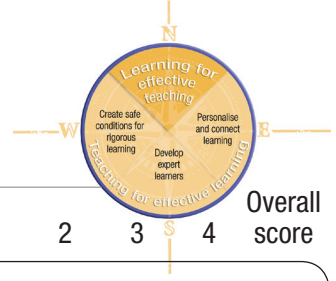 N
Learning for
effective
teaching
Create safe
conditions for
rigorous
learning
Personalise
and connect
learning
W
E
Develop
expert
learners
Teaching for effective learning
S
Overall
2 3 4 score